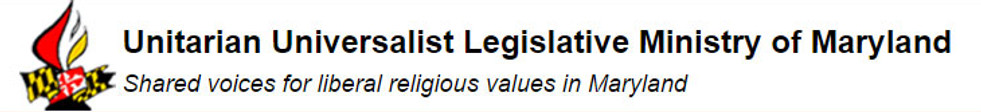 Unitarian Universalist Legislative Ministry of Maryland
Shared voices for liberal religious values in Maryland